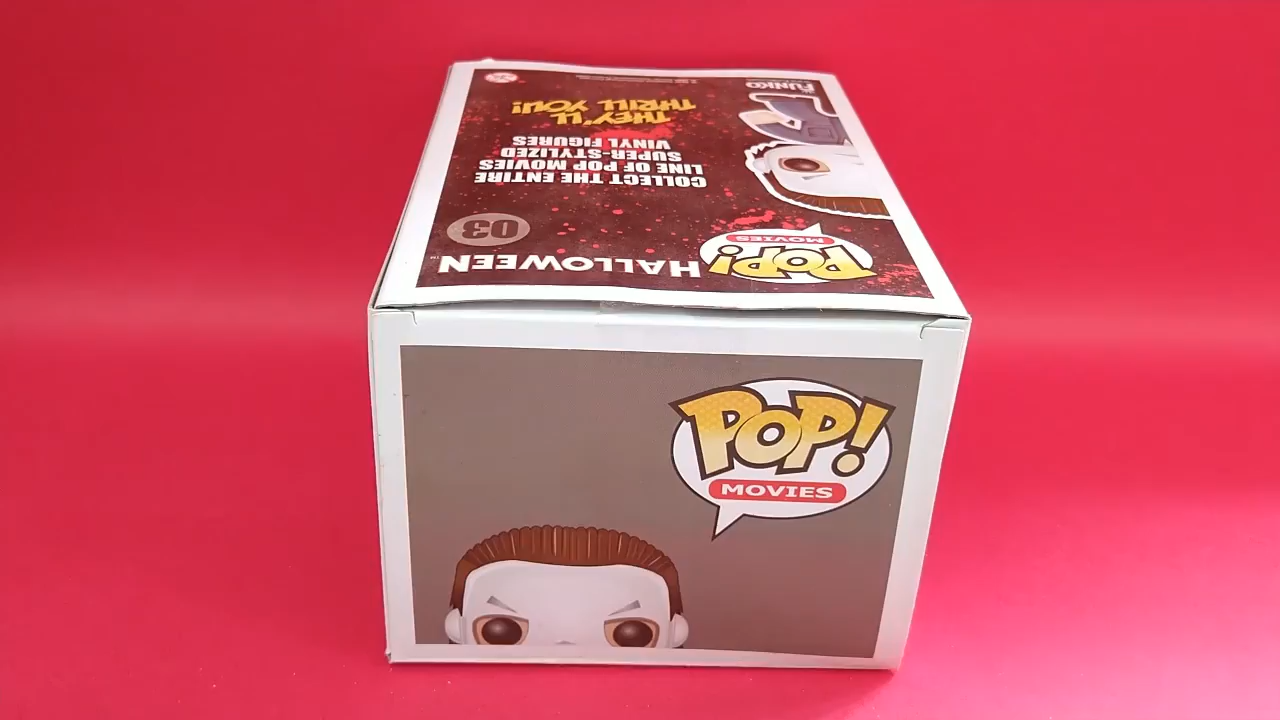 POP!
MOVIES
HALLOWEEN™
03
COLLECT THE ENTIRE
LINE OF POP MOVIES
SUPER-STYLIZED
VINYL FIGURES
THEY'LL
THRILL YOU!
FUNKO
POP!
MOVIES